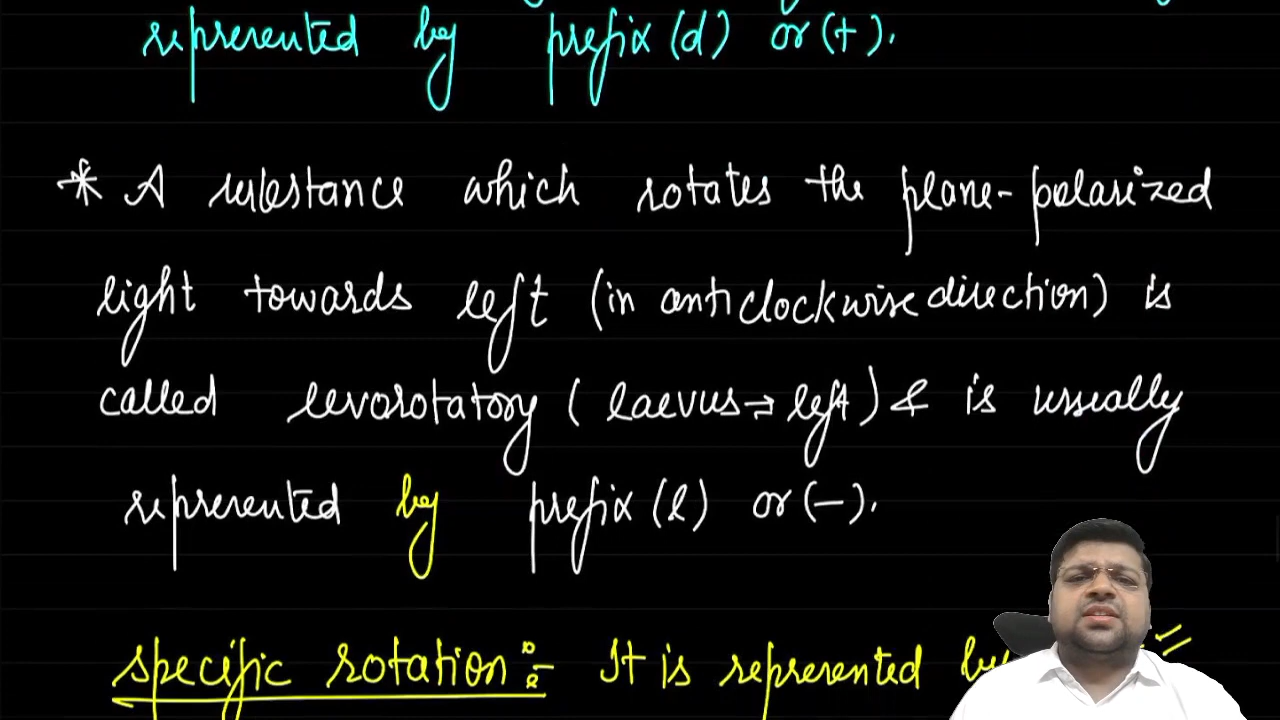 represented by prefix (d) or (+).
* A substance which rotates the plane-polarized
light towards left (in anticlockwise direction) is
called levorotatory (laevus → left) & is usually
represented by prefix (l) or (-).
specific rotation :- It is represented by